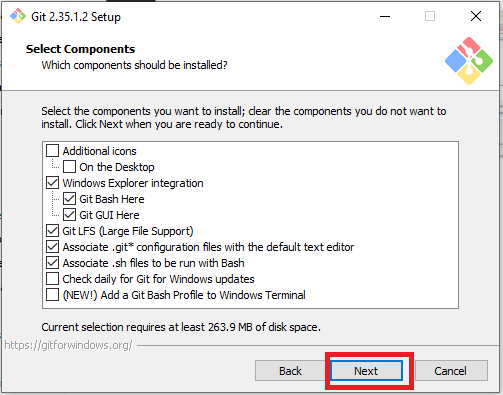 Git 2.35.1.2 Setup
Select Components
Which components should be installed?
Select the components you want to install; clear the components you do not want to
install. Click Next when you are ready to continue.
Additional icons
On the Desktop
Windows Explorer integration
Git Bash Here
Git GUI Here
Git LFS (Large File Support)
Associate .git* configuration files with the default text editor
Associate .sh files to be run with Bash
Check daily for Git for Windows updates
(NEW!) Add a Git Bash Profile to Windows Terminal
Current selection requires at least 263.9 MB of disk space.
https://gitforwindows.org/
Back Next Cancel